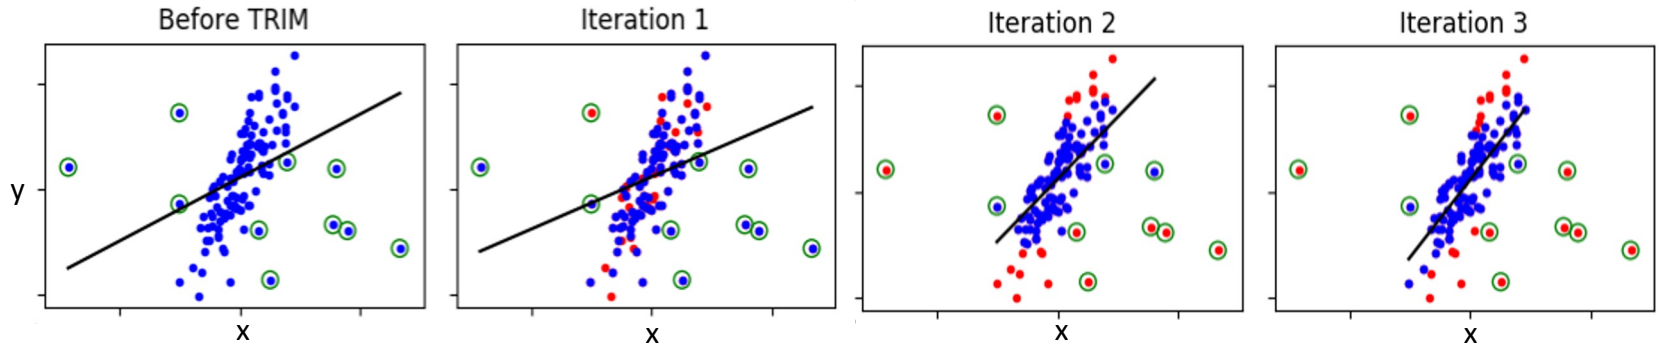 Before TRIM
Iteration 1
Iteration 2
Iteration 3
y
x
x
x
x